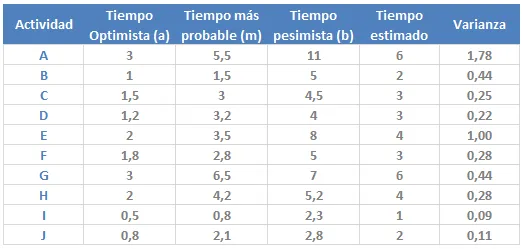 Actividad Tiempo Optimista (a) Tiempo más probable (m) Tiempo pesimista (b) Tiempo estimado Varianza
A 3 5,5 11 6 1,78
B 1 1,5 5 2 0,44
C 1,5 3 4,5 3 0,25
D 1,2 3,2 4 3 0,22
E 2 3,5 8 4 1,00
F 1,8 2,8 5 3 0,28
G 3 6,5 7 6 0,44
H 2 4,2 5,2 4 0,28
I 0,5 0,8 2,3 1 0,09
J 0,8 2,1 2,8 2 0,11